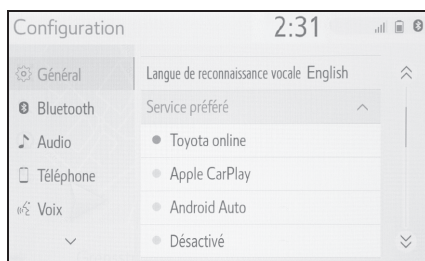 Configuration 2:31
Général
Langue de reconnaissance vocale English
Bluetooth
Service préféré
Audio
Toyota online
Téléphone
Apple CarPlay
Voix
Android Auto
Désactivé